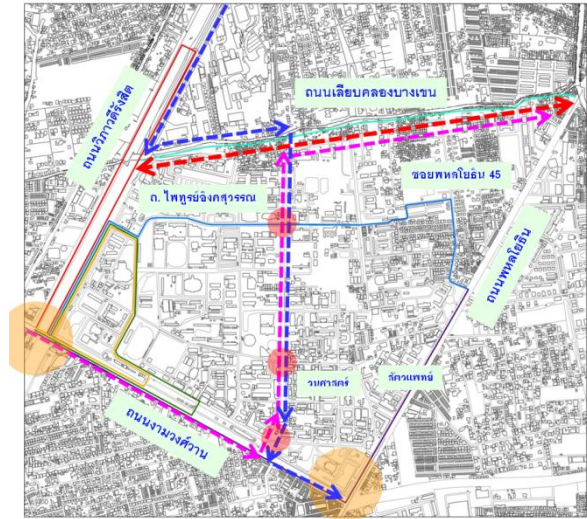 ถนนเลียบคลองบางเขน
ถนนวิภาวดีรังสิต
ซอยพหลโยธิน 45
ถ. ไพฑูรย์อิงคสุวรรณ
ถนนพหลโยธิน
วนศาสตร์
สัตวแพทย์
ถนนงามวงศ์วาน